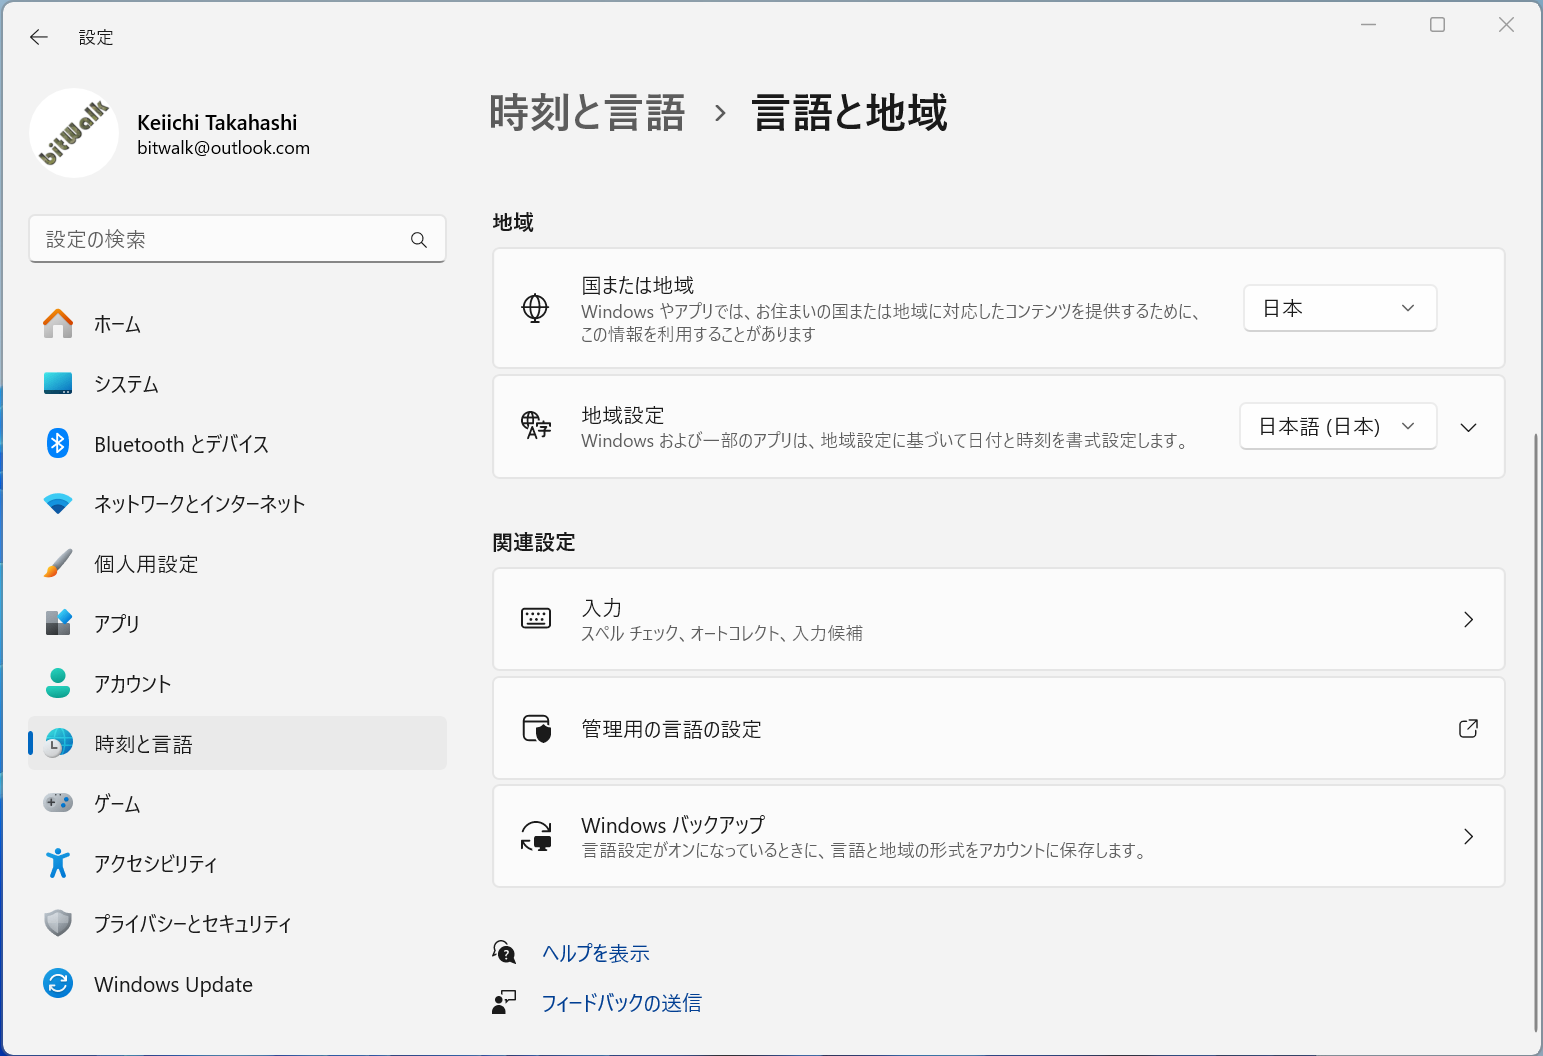 設定
bitWalk
Keiichi Takahashi
bitwalk@outlook.com
設定の検索
ホーム
システム
Bluetooth とデバイス
ネットワークとインターネット
個人用設定
アプリ
アカウント
時刻と言語
ゲーム
アクセシビリティ
プライバシーとセキュリティ
Windows Update
時刻と言語 › 言語と地域
地域
国または地域
Windows やアプリでは、お住まいの国または地域に対応したコンテンツを提供するために、
この情報を利用することがあります
日本
地域設定
Windows および一部のアプリは、地域設定に基づいて日付と時刻を書式設定します。
日本語 (日本)
関連設定
入力
スペル チェック、オートコレクト、入力候補
管理用の言語の設定
Windows バックアップ
言語設定がオンになっているときに、言語と地域の形式をアカウントに保存します。
ヘルプを表示
フィードバックの送信